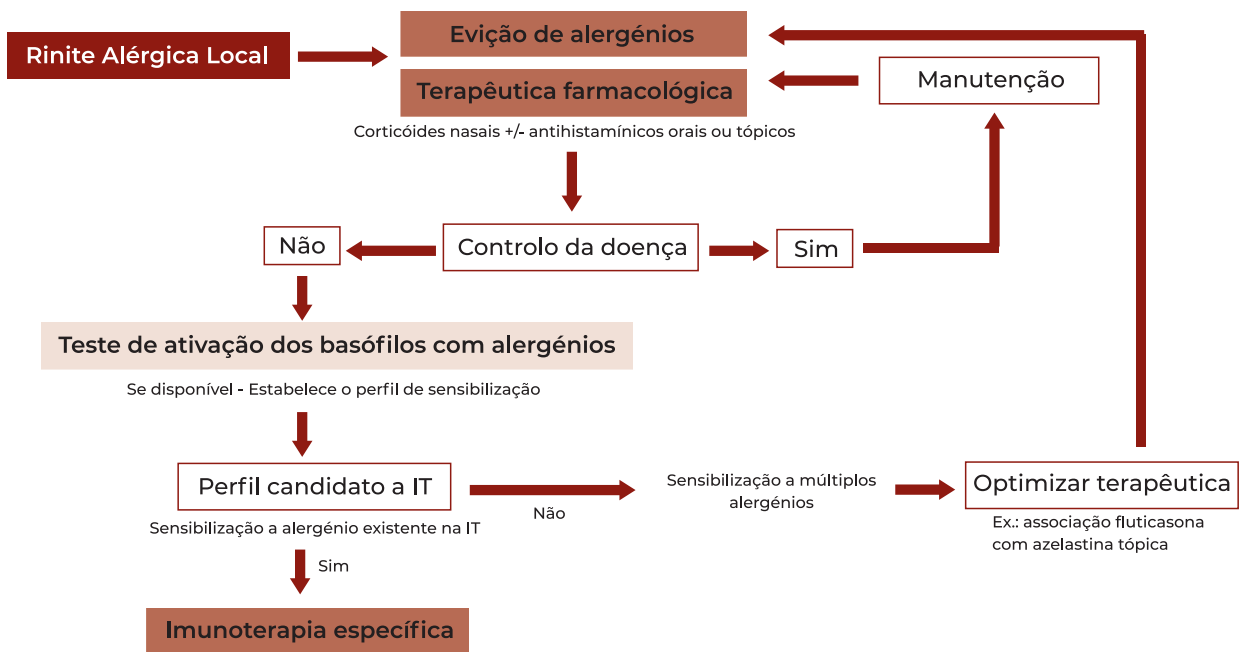 Rinite Alérgica Local
Evição de alergénios
Terapêutica farmacológica
Corticóides nasais +/- antihistamínicos orais ou tópicos
Manutenção
Não
Controlo da doença
Sim
Teste de ativação dos basófilos com alergénios
Se disponível - Estabelece o perfil de sensibilização
Perfil candidato a IT
Sensibilização a alergénio existente na IT
Não
Sensibilização a múltiplos
alergénios
Optimizar terapêutica
Ex.: associação fluticasona
com azelastina tópica
Sim
Imunoterapia específica